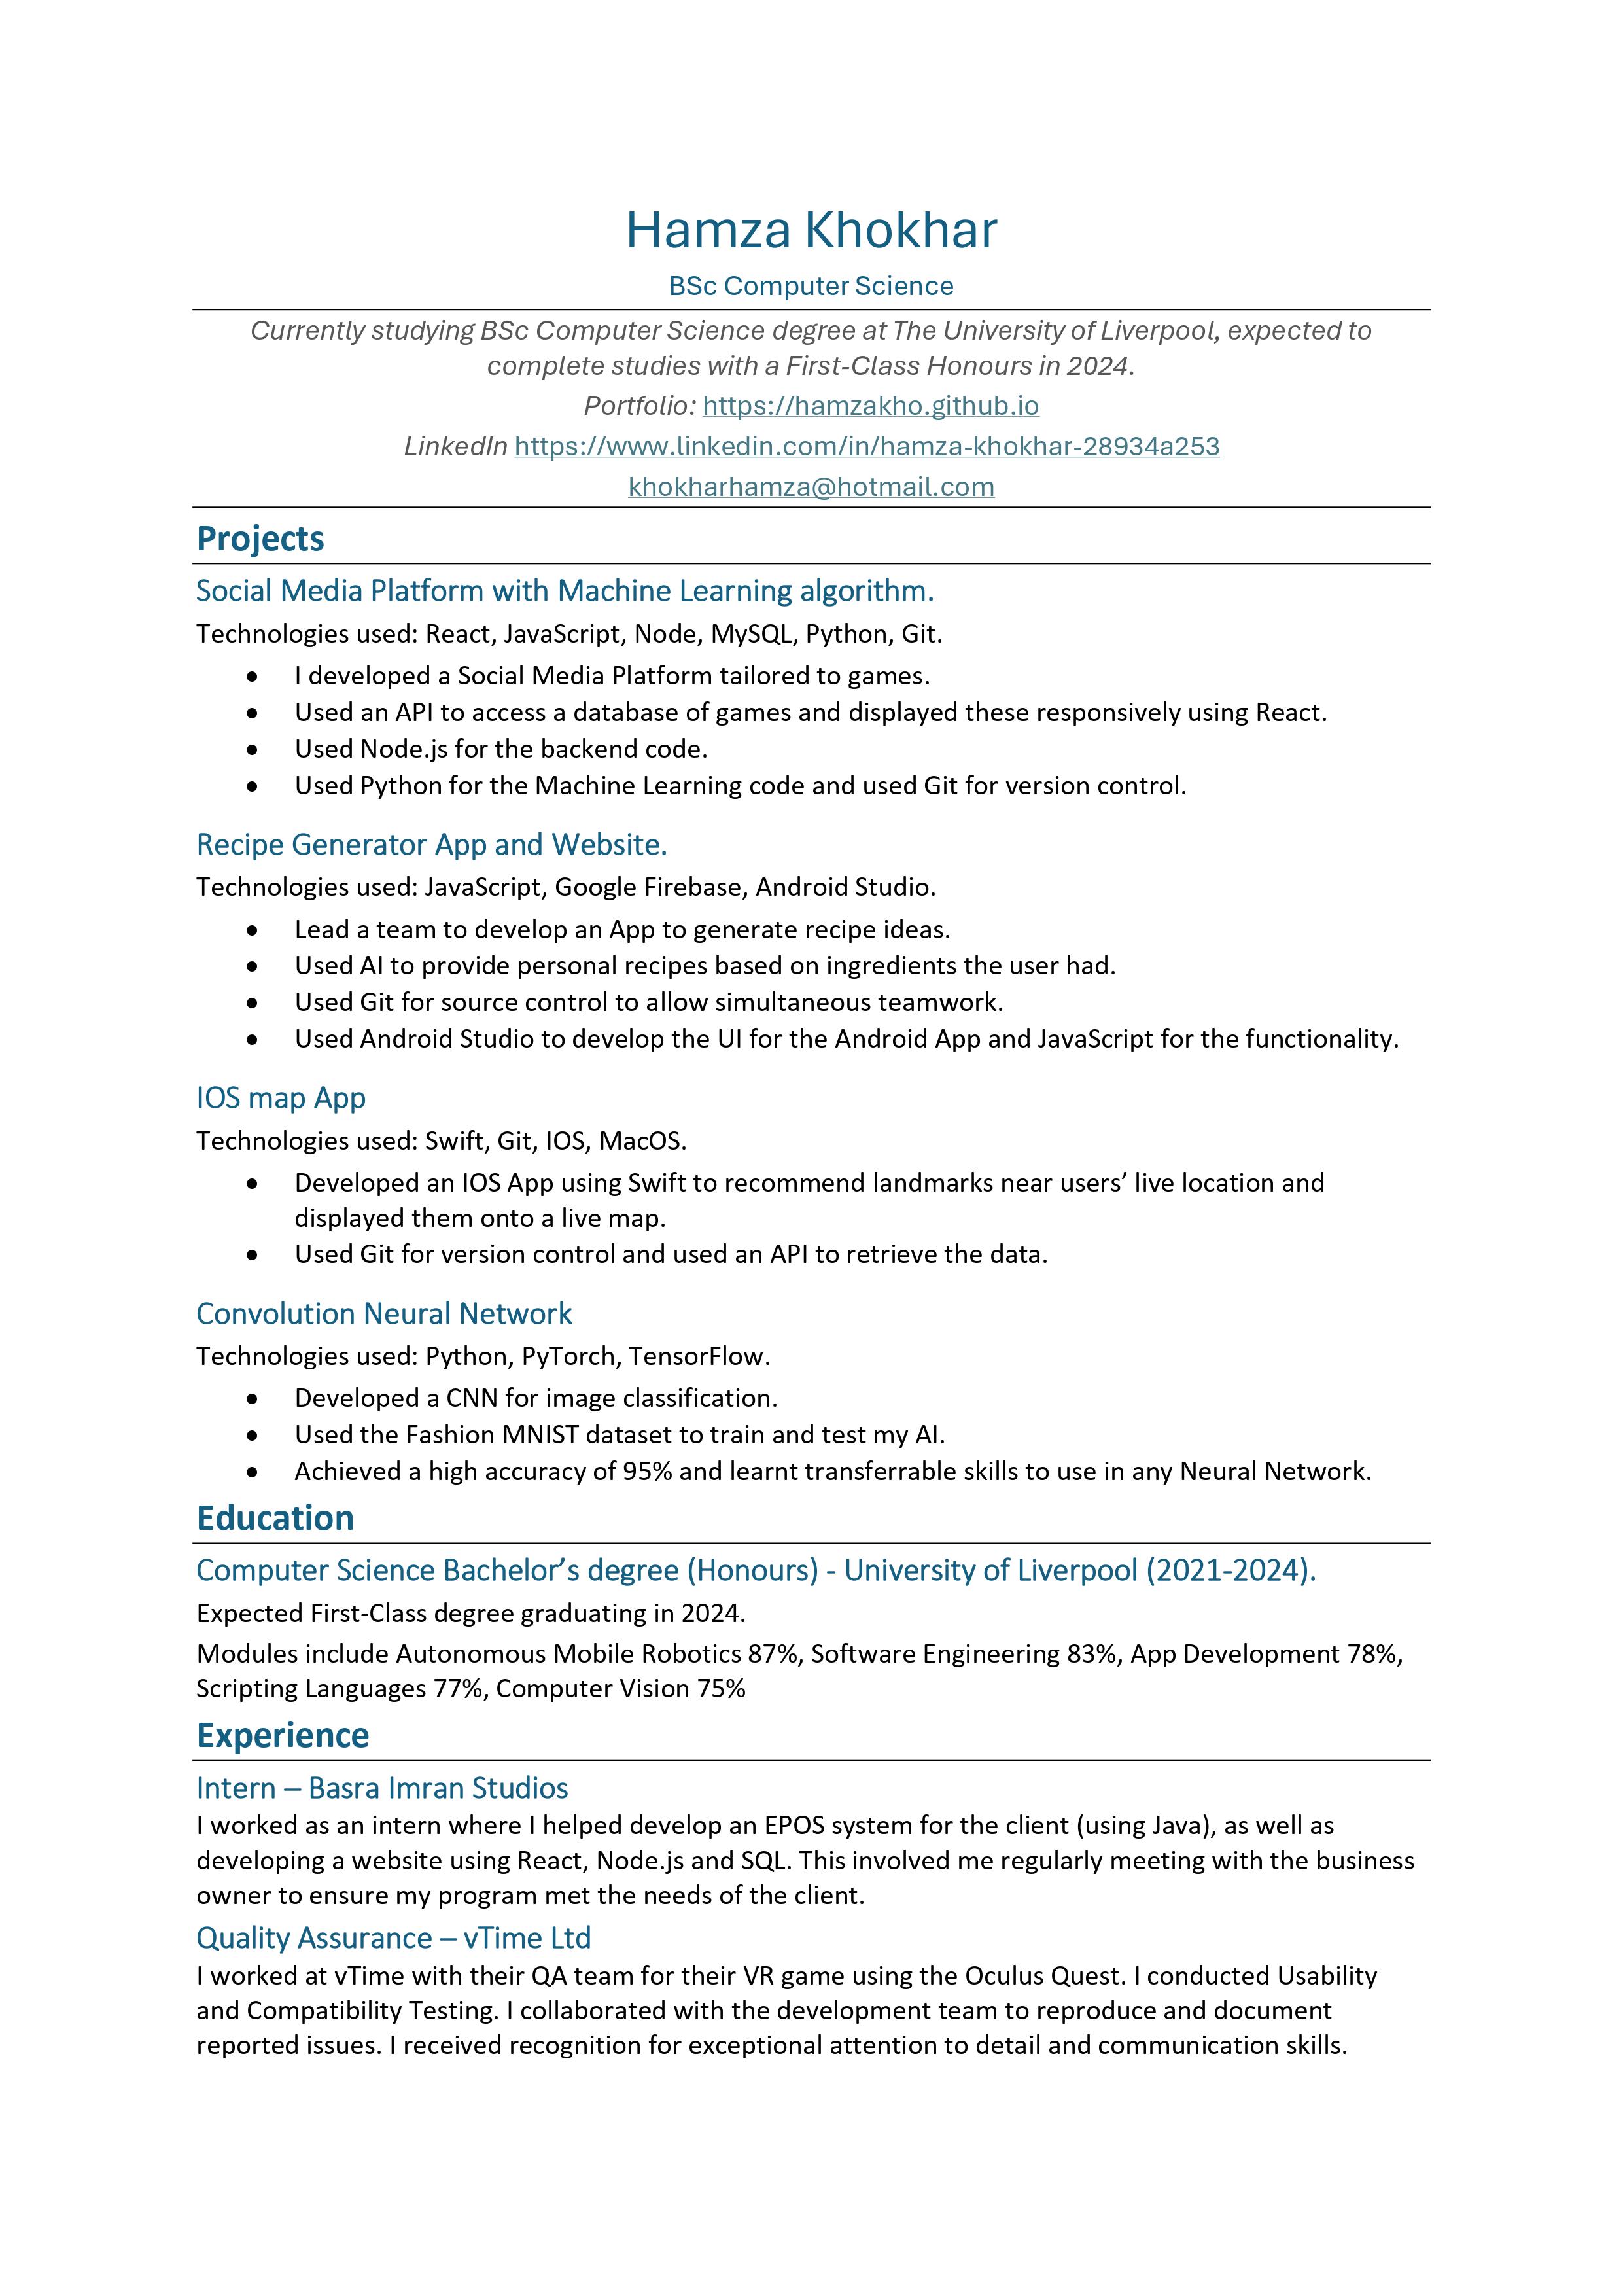 Hamza Khokhar
BSc Computer Science
Currently studying BSc Computer Science degree at The University of Liverpool, expected to
complete studies with a First-Class Honours in 2024.
Portfolio: https://hamzakho.github.io
LinkedIn https://www.linkedin.com/in/hamza-khokhar-28934a253
khokharhamza@hotmail.com
Projects
Social Media Platform with Machine Learning algorithm.
Technologies used: React, JavaScript, Node, MySQL, Python, Git.
• I developed a Social Media Platform tailored to games.
• Used an API to access a database of games and displayed these responsively using React.
• Used Node.js for the backend code.
• Used Python for the Machine Learning code and used Git for version control.
Recipe Generator App and Website.
Technologies used: JavaScript, Google Firebase, Android Studio.
• Lead a team to develop an App to generate recipe ideas.
• Used AI to provide personal recipes based on ingredients the user had.
• Used Git for source control to allow simultaneous teamwork.
• Used Android Studio to develop the UI for the Android App and JavaScript for the functionality.
IOS map App
Technologies used: Swift, Git, IOS, MacOS.
• Developed an IOS App using Swift to recommend landmarks near users’ live location and
displayed them onto a live map.
• Used Git for version control and used an API to retrieve the data.
Convolution Neural Network
Technologies used: Python, PyTorch, TensorFlow.
• Developed a CNN for image classification.
• Used the Fashion MNIST dataset to train and test my AI.
• Achieved a high accuracy of 95% and learnt transferrable skills to use in any Neural Network.
Education
Computer Science Bachelor’s degree (Honours) - University of Liverpool (2021-2024).
Expected First-Class degree graduating in 2024.
Modules include Autonomous Mobile Robotics 87%, Software Engineering 83%, App Development 78%,
Scripting Languages 77%, Computer Vision 75%
Experience
Intern – Basra Imran Studios
I worked as an intern where I helped develop an EPOS system for the client (using Java), as well as
developing a website using React, Node.js and SQL. This involved me regularly meeting with the business
owner to ensure my program met the needs of the client.
Quality Assurance – vTime Ltd
I worked at vTime with their QA team for their VR game using the Oculus Quest. I conducted Usability
and Compatibility Testing. I collaborated with the development team to reproduce and document
reported issues. I received recognition for exceptional attention to detail and communication skills.